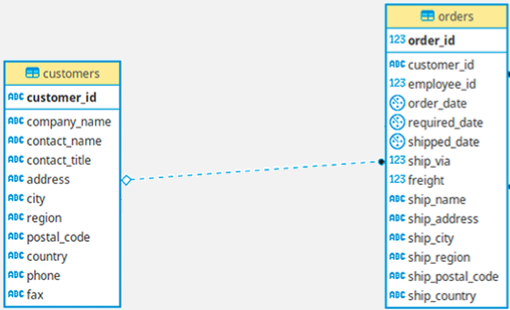 customers
ABC customer_id
ABC company_name
ABC contact_name
ABC contact_title
ABC address
ABC city
ABC region
ABC postal_code
ABC country
ABC phone
ABC fax
orders
123 order_id
ABC customer_id
123 employee_id
order_date
required_date
shipped_date
123 ship_via
123 freight
ABC ship_name
ABC ship_address
ABC ship_city
ABC ship_region
ABC ship_postal_code
ABC ship_country